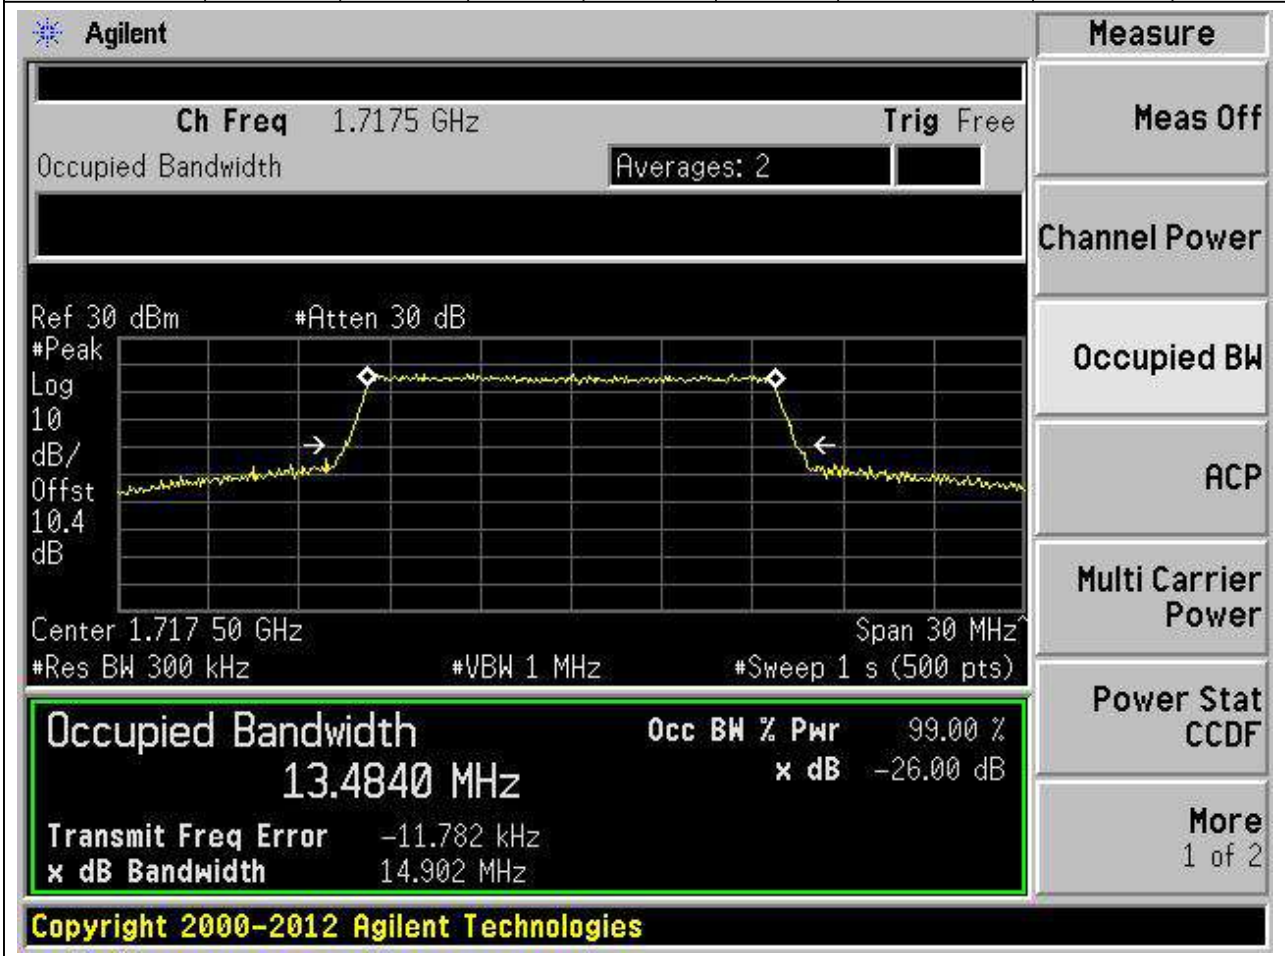 Agilent
Measure
Ch Freq 1.7175 GHz Trig Free
Occupied Bandwidth Averages: 2
Meas Off
Channel Power
Occupied BW
ACP
Multi Carrier
Power
Power Stat
CCDF
More
1 of 2
Ref 30 dBm #Atten 30 dB
#Peak
Log
10
dB/
Offst
10.4
dB
Center 1.717 50 GHz Span 30 MHz^
#Res BW 300 kHz #VBW 1 MHz #Sweep 1 s (500 pts)
Occupied Bandwidth Occ BW % Pwr 99.00 %
13.4840 MHz x dB -26.00 dB
Transmit Freq Error -11.782 kHz
x dB Bandwidth 14.902 MHz
Copyright 2000-2012 Agilent Technologies